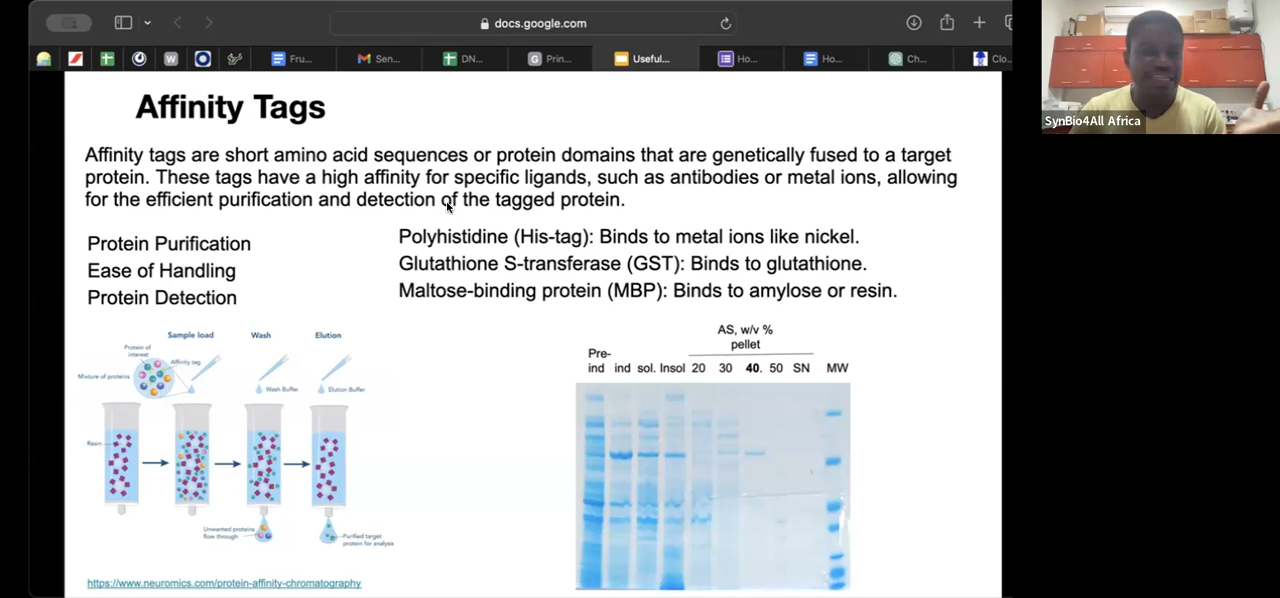 docs.google.com
Fru...
Sen...
DN...
Prin...
Useful...
Ho...
Ho...
Ch...
Clo...
SynBio4All Africa
Affinity Tags
Affinity tags are short amino acid sequences or protein domains that are genetically fused to a target
protein. These tags have a high affinity for specific ligands, such as antibodies or metal ions, allowing
for the efficient purification and detection of the tagged protein.
Protein Purification
Ease of Handling
Protein Detection
Polyhistidine (His-tag): Binds to metal ions like nickel.
Glutathione S-transferase (GST): Binds to glutathione.
Maltose-binding protein (MBP): Binds to amylose or resin.
Sample load
Wash
Elution
Protein of
interest
Affinity tag
Mixture of proteins
Wash Buffer
Elution Buffer
Resin
Unwanted proteins
flow through
Purified target
protein for analysis
https://www.neuromics.com/protein-affinity-chromatography
AS, w/v %
pellet
Pre-
ind ind sol. Insol 20 30 40. 50 SN MW